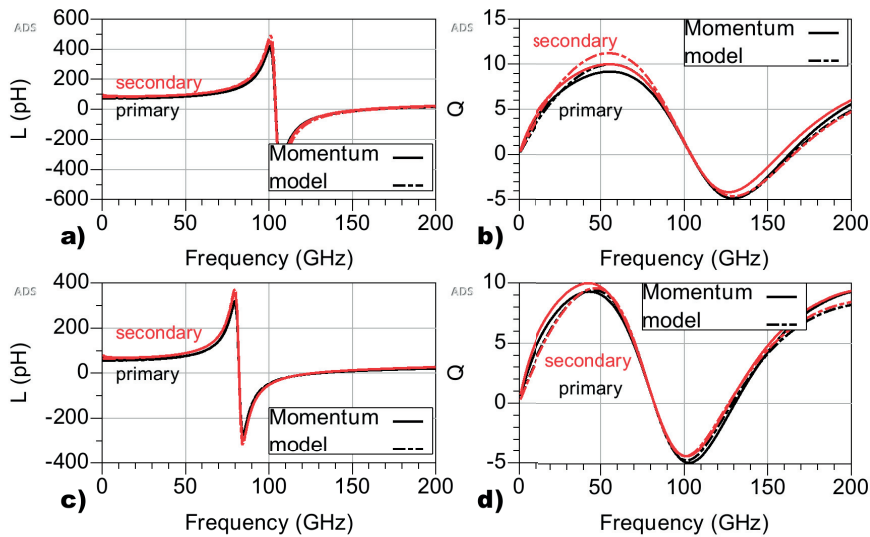 ADS
L (pH)
600
400
200
0
-200
-400
-600
secondary
primary
Momentum
model
0
50
100
150
200
Frequency (GHz)
a)
ADS
Q
15
10
5
0
-5
secondary
primary
Momentum
model
0
50
100
150
200
Frequency (GHz)
b)
ADS
L (pH)
400
200
0
-200
-400
secondary
primary
Momentum
model
0
50
100
150
200
Frequency (GHz)
c)
ADS
Q
10
5
0
-5
Momentum
model
secondary
primary
0
50
100
150
200
Frequency (GHz)
d)